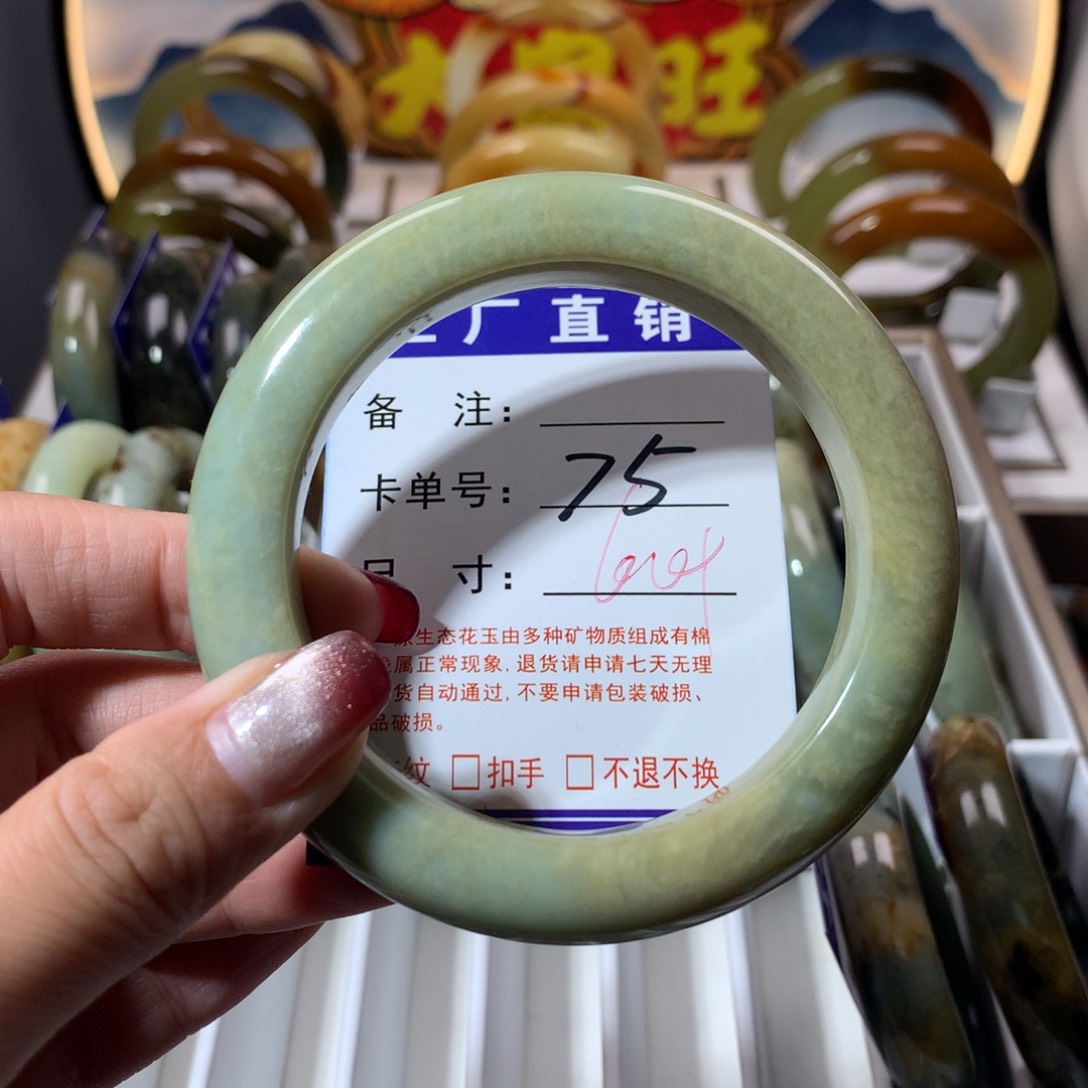 大 旺
厂直销
备 注：
卡单号：75
寸：
生态花玉由多种矿物质组成有棉
属正常现象，退货请申请七天无理
货自动通过，不要申请包装破损、
品破损。
纹 □扣手 □不退不换